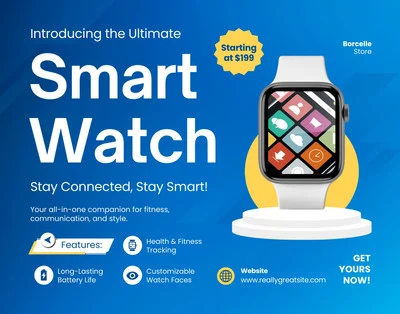 Introducing the Ultimate
Smart
Watch
Starting
at $199
Borcelle
Store
Stay Connected, Stay Smart!
Your all-in-one companion for fitness,
communication, and style.
Features:
Health & Fitness
Tracking
Long-Lasting
Battery Life
Customizable
Watch Faces
Website
www.reallygreatsite.com
GET
YOURS
NOW!